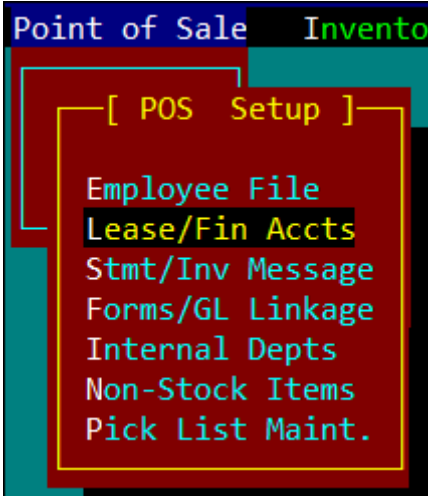 Point of Sale Invento
[ POS Setup ]
Employee File
Lease/Fin Accts
Stmt/Inv Message
Forms/GL Linkage
Internal Depts
Non-Stock Items
Pick List Maint.